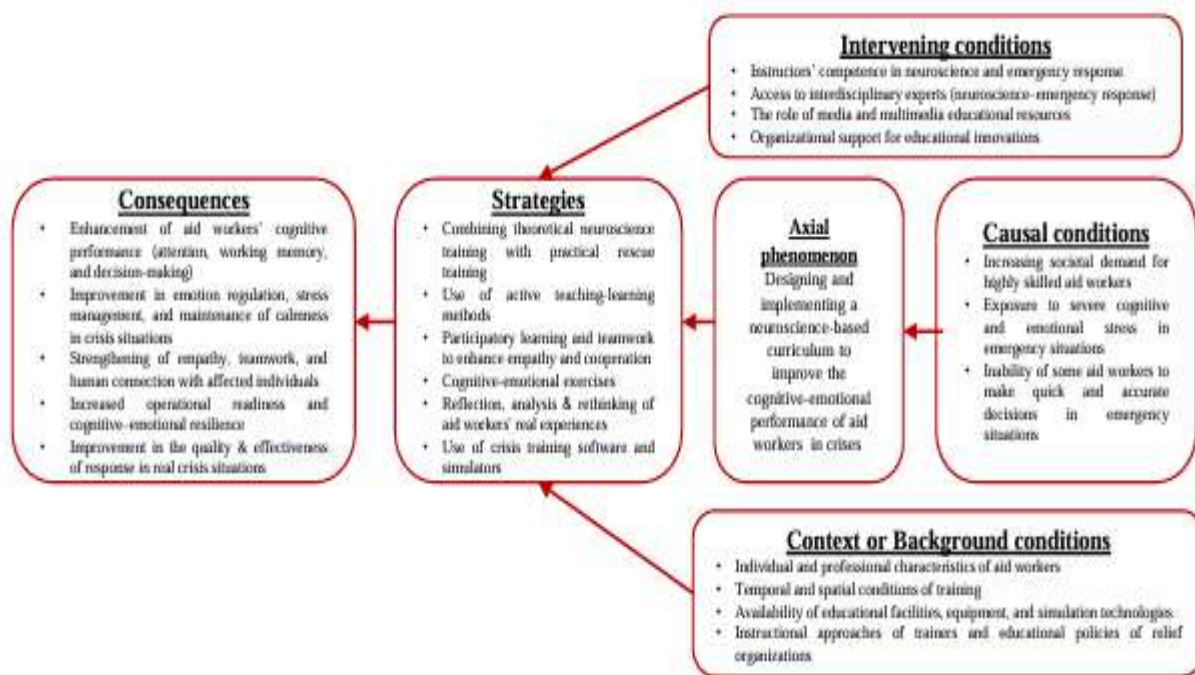 Intervening conditions
• Instructors' competence in neuroscience and emergency response
• Access to interdisciplinary experts (neuroscience–emergency response)
• The role of media and multimedia educational resources
• Organizational support for educational innovations
Consequences
• Enhancement of aid workers' cognitive
performance (attention, working memory,
and decision-making)
• Improvement in emotion regulation, stress
management, and maintenance of calmness
in crisis situations
• Strengthening of empathy, teamwork, and
human connection with affected individuals
• Increased operational readiness and
cognitive–emotional resilience
• Improvement in the quality & effectiveness
of response in real crisis situations
Strategies
• Combining theoretical neuroscience
training with practical rescue
training
• Use of active teaching-learning
methods
• Participatory learning and teamwork
to enhance empathy and cooperation
• Cognitive-emotional exercises
• Reflection, analysis & rethinking of
aid workers' real experiences
• Use of crisis training software and
simulators
Axial
phenomenon
Designing and
implementing a
neuroscience-based
curriculum to
improve the
cognitive-emotional
performance of aid
workers in crises
Causal conditions
• Increasing societal demand for
highly skilled aid workers
• Exposure to severe cognitive
and emotional stress in
emergency situations
• Inability of some aid workers to
make quick and accurate
decisions in emergency
situations
Context or Background conditions
• Individual and professional characteristics of aid workers
• Temporal and spatial conditions of training
• Availability of educational facilities, equipment, and simulation technologies
• Instructional approaches of trainers and educational policies of relief
organizations